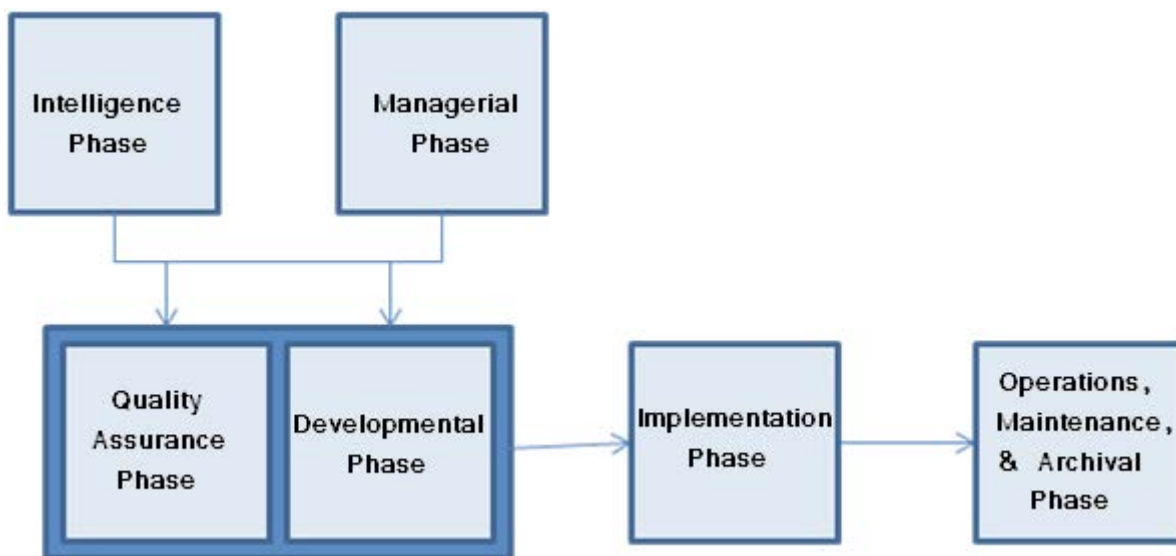 Intelligence
Phase
Managerial
Phase
Quality
Assurance
Phase
Developmental
Phase
Implementation
Phase
Operations,
Maintenance,
& Archival
Phase